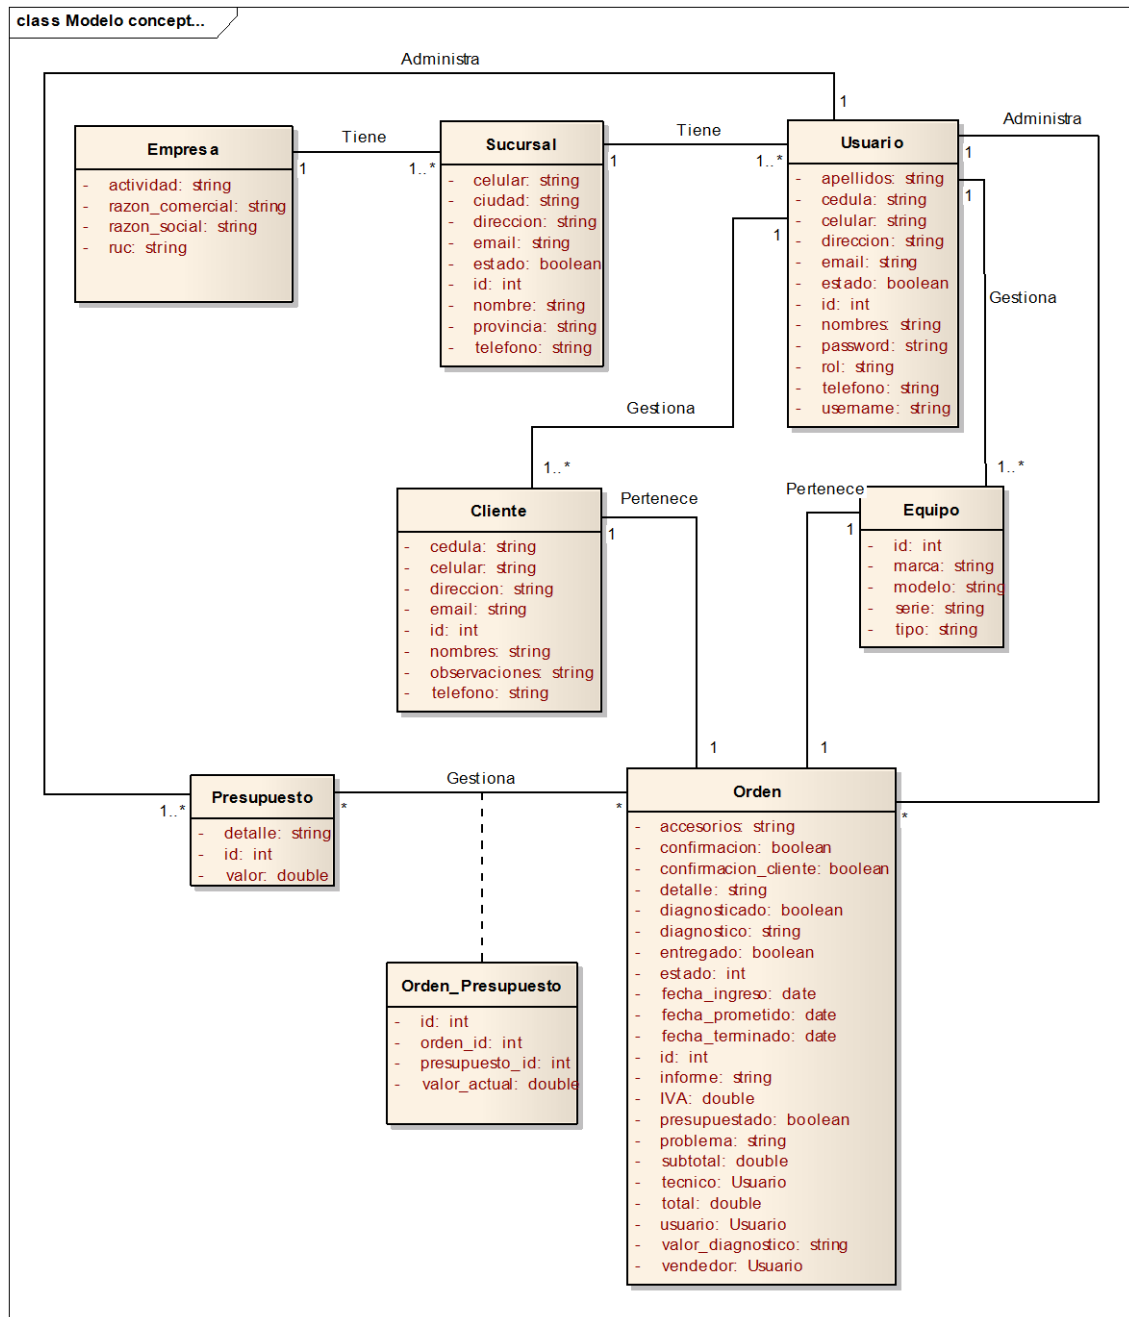 class Modelo concept...
Administra
1
Administra
Empresa
- actividad: string
- razon_comercial: string
- razon_social: string
- ruc: string
Tiene
1
1..*
Sucursal
- celular: string
- ciudad: string
- direccion: string
- email: string
- estado: boolean
- id: int
- nombre: string
- provincia: string
- telefono: string
Tiene
1
1..*
Usuario
- apellidos: string
- cedula: string
- celular: string
- direccion: string
- email: string
- estado: boolean
- id: int
- nombres: string
- password: string
- rol: string
- telefono: string
- username: string
1
1
1
Gestiona
Gestiona
1..*
1..*
Cliente
- cedula: string
- celular: string
- direccion: string
- email: string
- id: int
- nombres: string
- observaciones: string
- telefono: string
Pertenece
1
Pertenece
1
Equipo
- id: int
- marca: string
- modelo: string
- serie: string
- tipo: string
1
1
1..*
Presupuesto
- detalle: string
- id: int
- valor: double
Gestiona
*
*
*
Orden
- accesorios: string
- confirmacion: boolean
- confirmacion_cliente: boolean
- detalle: string
- diagnosticado: boolean
- diagnostico: string
- entregado: boolean
- estado: int
- fecha_ingreso: date
- fecha_prometido: date
- fecha_terminado: date
- id: int
- informe: string
- IVA: double
- presupuestado: boolean
- problema: string
- subtotal: double
- tecnico: Usuario
- total: double
- usuario: Usuario
- valor_diagnostico: string
- vendedor: Usuario
Orden_Presupuesto
- id: int
- orden_id: int
- presupuesto_id: int
- valor_actual: double